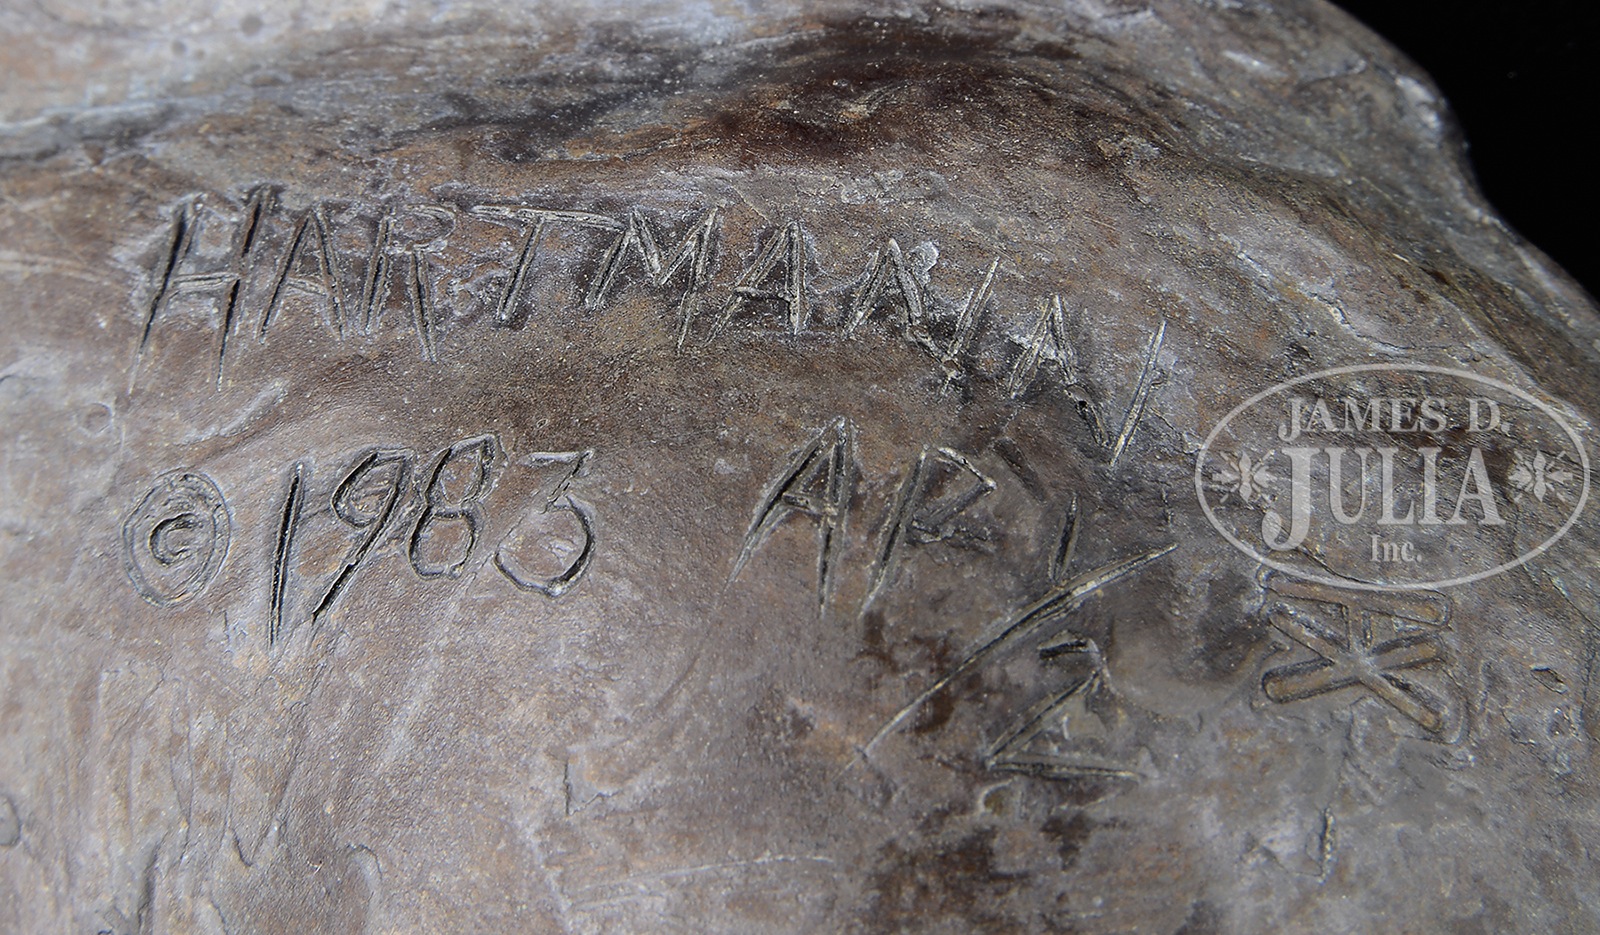 HARTMANN
©1983 AP 1/2
JAMES D.
JULIA
Inc.